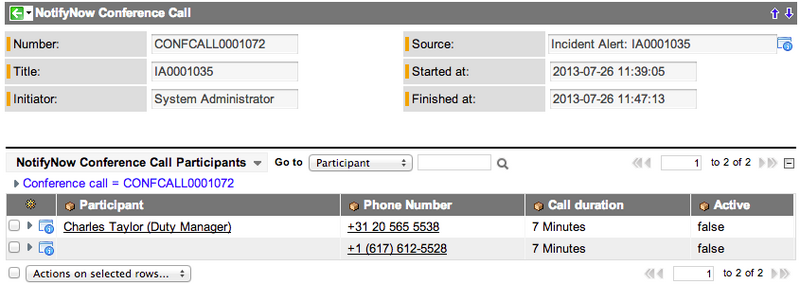 NotifyNow Conference Call
Number: CONFCALL0001072 Source: Incident Alert: IA0001035
Title: IA0001035 Started at: 2013-07-26 11:39:05
Initiator: System Administrator Finished at: 2013-07-26 11:47:13
NotifyNow Conference Call Participants Go to Participant 1 to 2 of 2
Conference call = CONFCALL0001072
Participant Phone Number Call duration Active
Charles Taylor (Duty Manager) +31 20 565 5538 7 Minutes false
+1 (617) 612-5528 7 Minutes false
Actions on selected rows... 1 to 2 of 2